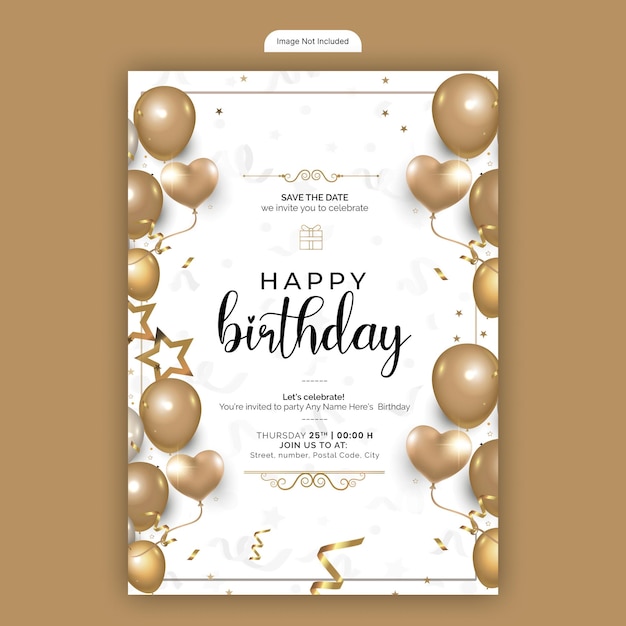 Image Not Included
SAVE THE DATE
we invite you to celebrate
HAPPY
birthday
Let's celebrate!
You're invited to party Any Name Here's Birthday
THURSDAY 25TH | 00:00 H
JOIN US TO AT:
Street, number, Postal Code, City